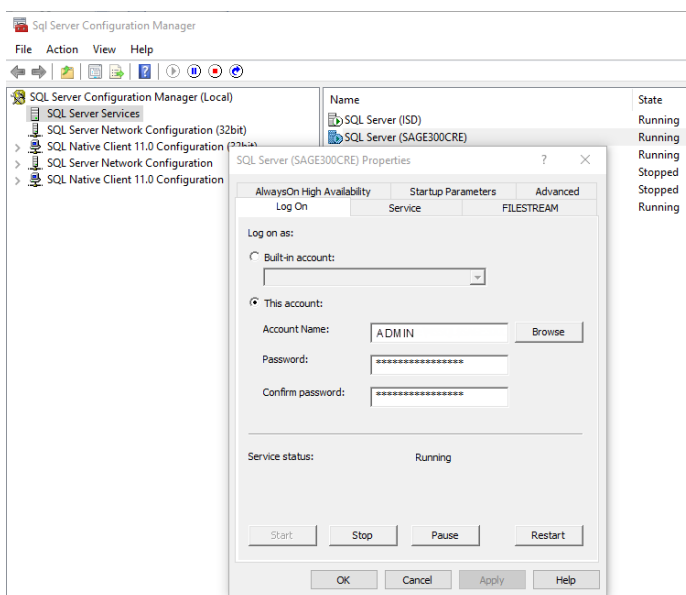 Sql Server Configuration Manager
File Action View Help
SQL Server Configuration Manager (Local)
SQL Server Services
SQL Server Network Configuration (32bit)
SQL Native Client 11.0 Configuration (32bit)
SQL Server Network Configuration
SQL Native Client 11.0 Configuration
Name State
SQL Server (ISD) Running
SQL Server (SAGE300CRE) Running
Running
Stopped
Stopped
Running
SQL Server (SAGE300CRE) Properties ? ×
AlwaysOn High Availability Startup Parameters Advanced
Log On Service FILESTREAM
Log on as:
Built-in account:
This account:
Account Name: ADMIN Browse
Password: ***************
Confirm password: ***************
Service status: Running
Start Stop Pause Restart
OK Cancel Apply Help